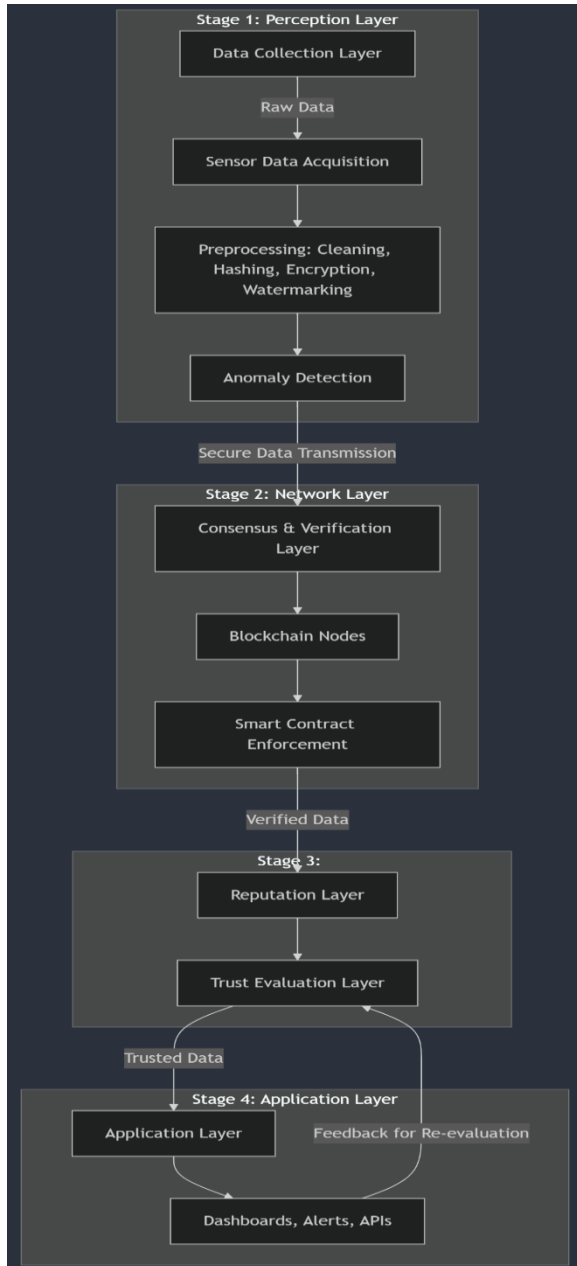 Stage 1: Perception Layer
Data Collection Layer
Raw Data
Sensor Data Acquisition
Preprocessing: Cleaning,
Hashing, Encryption,
Watermarking
Anomaly Detection
Secure Data Transmission
Stage 2: Network Layer
Consensus & Verification
Layer
Blockchain Nodes
Smart Contract
Enforcement
Verified Data
Stage 3:
Reputation Layer
Trust Evaluation Layer
Trusted Data
Stage 4: Application Layer
Application Layer
Feedback for Re-evaluation
Dashboards, Alerts, APIs